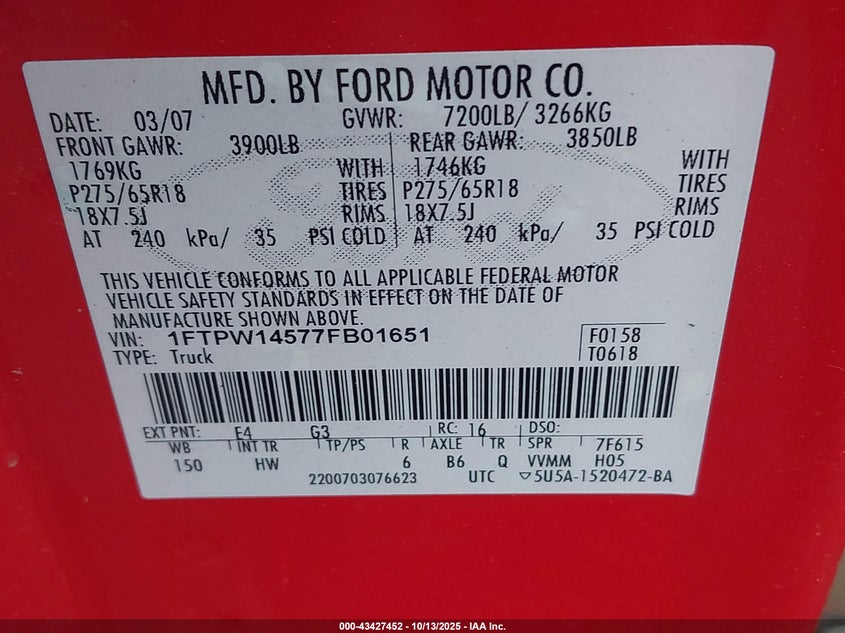 MFD. BY FORD MOTOR CO.
DATE: 03/07 GVWR: 7200LB/ 3266KG
FRONT GAWR: 3900LB REAR GAWR: 3850LB
1769KG WITH 1746KG WITH
P275/65R18 TIRES P275/65R18 TIRES
18X7.5J RIMS 18X7.5J RIMS
AT 240 kPa/ 35 PSI COLD AT 240 kPa/ 35 PSI COLD
THIS VEHICLE CONFORMS TO ALL APPLICABLE FEDERAL MOTOR
VEHICLE SAFETY STANDARDS IN EFFECT ON THE DATE OF
MANUFACTURE SHOWN ABOVE.
VIN: 1FTPW14577FB01651 F0158
TYPE: Truck T0618
EXT PNT: E4 G3 RC: 16 DSO:
WB INT TR TP/PS R AXLE TR SPR 7F615
150 HW 6 B6 Q VVMM H05
2200703076623 UTC 5U5A-1520472-BA
000-43427452 - 10/13/2025 - IAA Inc.